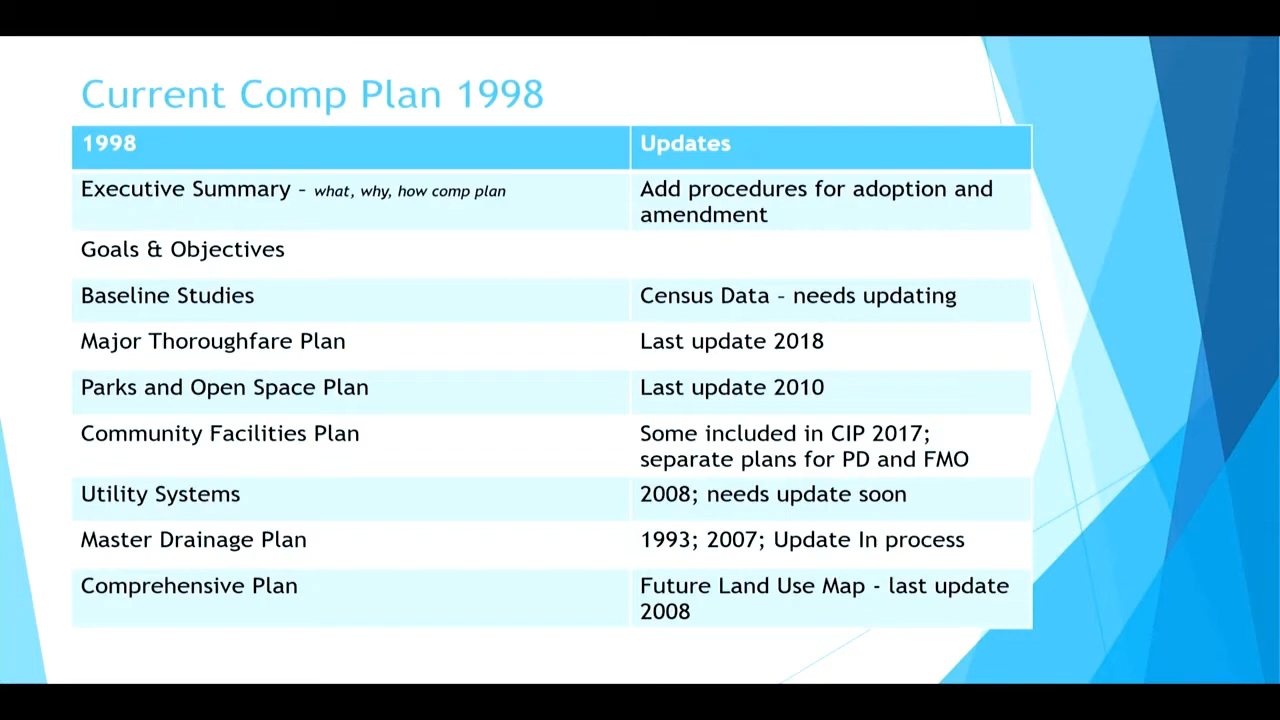 Current Comp Plan 1998
1998
Updates
Executive Summary – what, why, how comp plan
Add procedures for adoption and
amendment
Goals & Objectives
Baseline Studies
Census Data – needs updating
Major Thoroughfare Plan
Last update 2018
Parks and Open Space Plan
Last update 2010
Community Facilities Plan
Some included in CIP 2017;
separate plans for PD and FMO
Utility Systems
2008; needs update soon
Master Drainage Plan
1993; 2007; Update In process
Comprehensive Plan
Future Land Use Map - last update
2008